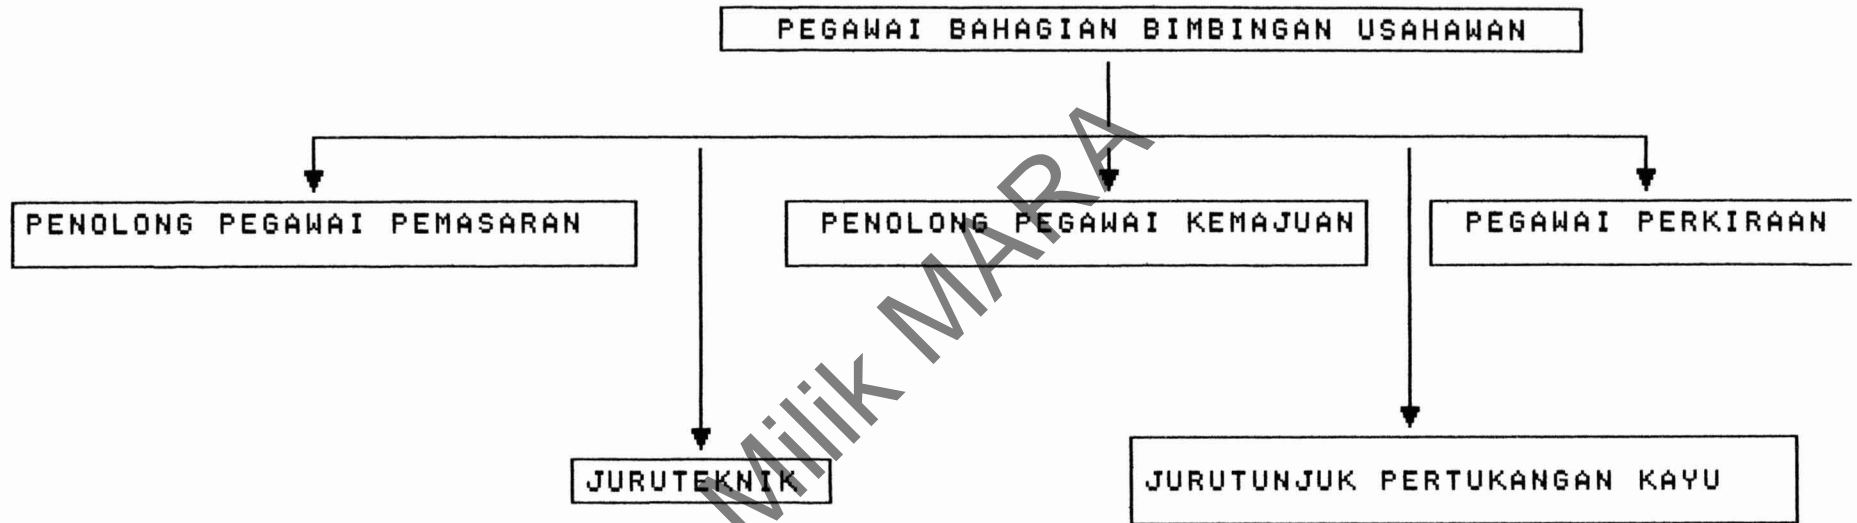 PEGAWAI BAHAGIAN BIMBINGAN USAHAWAN
PENOLONG PEGAWAI PEMASARAN
PENOLONG PEGAWAI KEMAJUAN
PEGAWAI PERKIRAAN
JURUTEKNIK
JURUTUNJUK PERTUKANGAN KAYU
Milik MARA